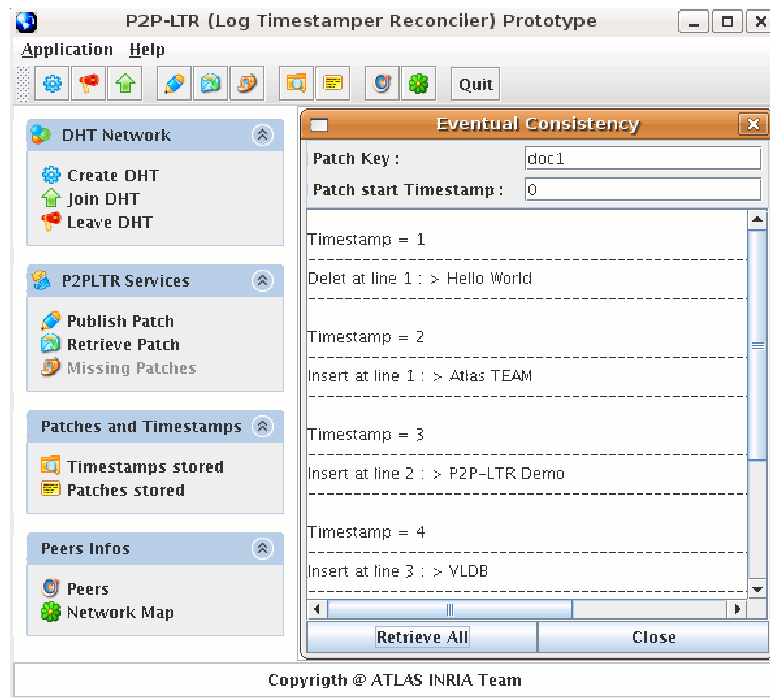 P2P-LTR (Log Timestamper Reconciler) Prototype
Application Help
Quit
DHT Network
Create DHT
Join DHT
Leave DHT
P2PLTR Services
Publish Patch
Retrieve Patch
Missing Patches
Patches and Timestamps
Timestamps stored
Patches stored
Peers Infos
Peers
Network Map
Eventual Consistency
Patch Key : doc1
Patch start Timestamp : 0
Timestamp = 1
Delet at line 1 : > Hello World
Timestamp = 2
Insert at line 1 : > Atlas TEAM
Timestamp = 3
Insert at line 2 : > P2P-LTR Demo
Timestamp = 4
Insert at line 3 : > VLDB
Retrieve All Close
Copyrigth @ ATLAS INRIA Team